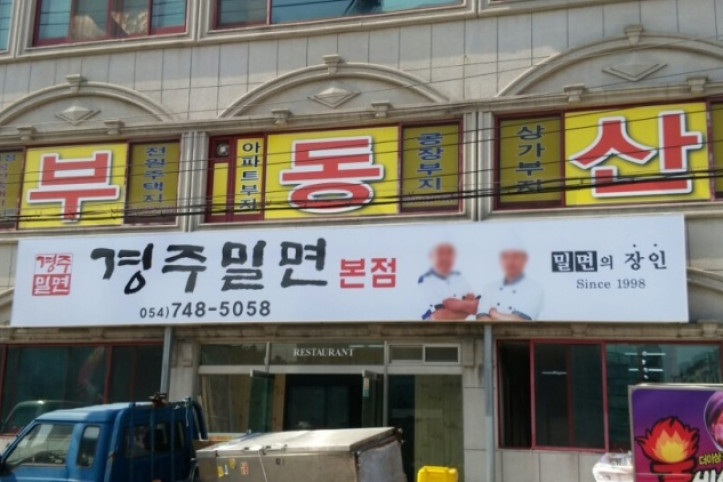 부동산
전원주택지
아파트부지
공장부지
상가부지
경주
밀면
경주밀면 본점
054)748-5058
밀면의 장인
Since 1998
RESTAURANT